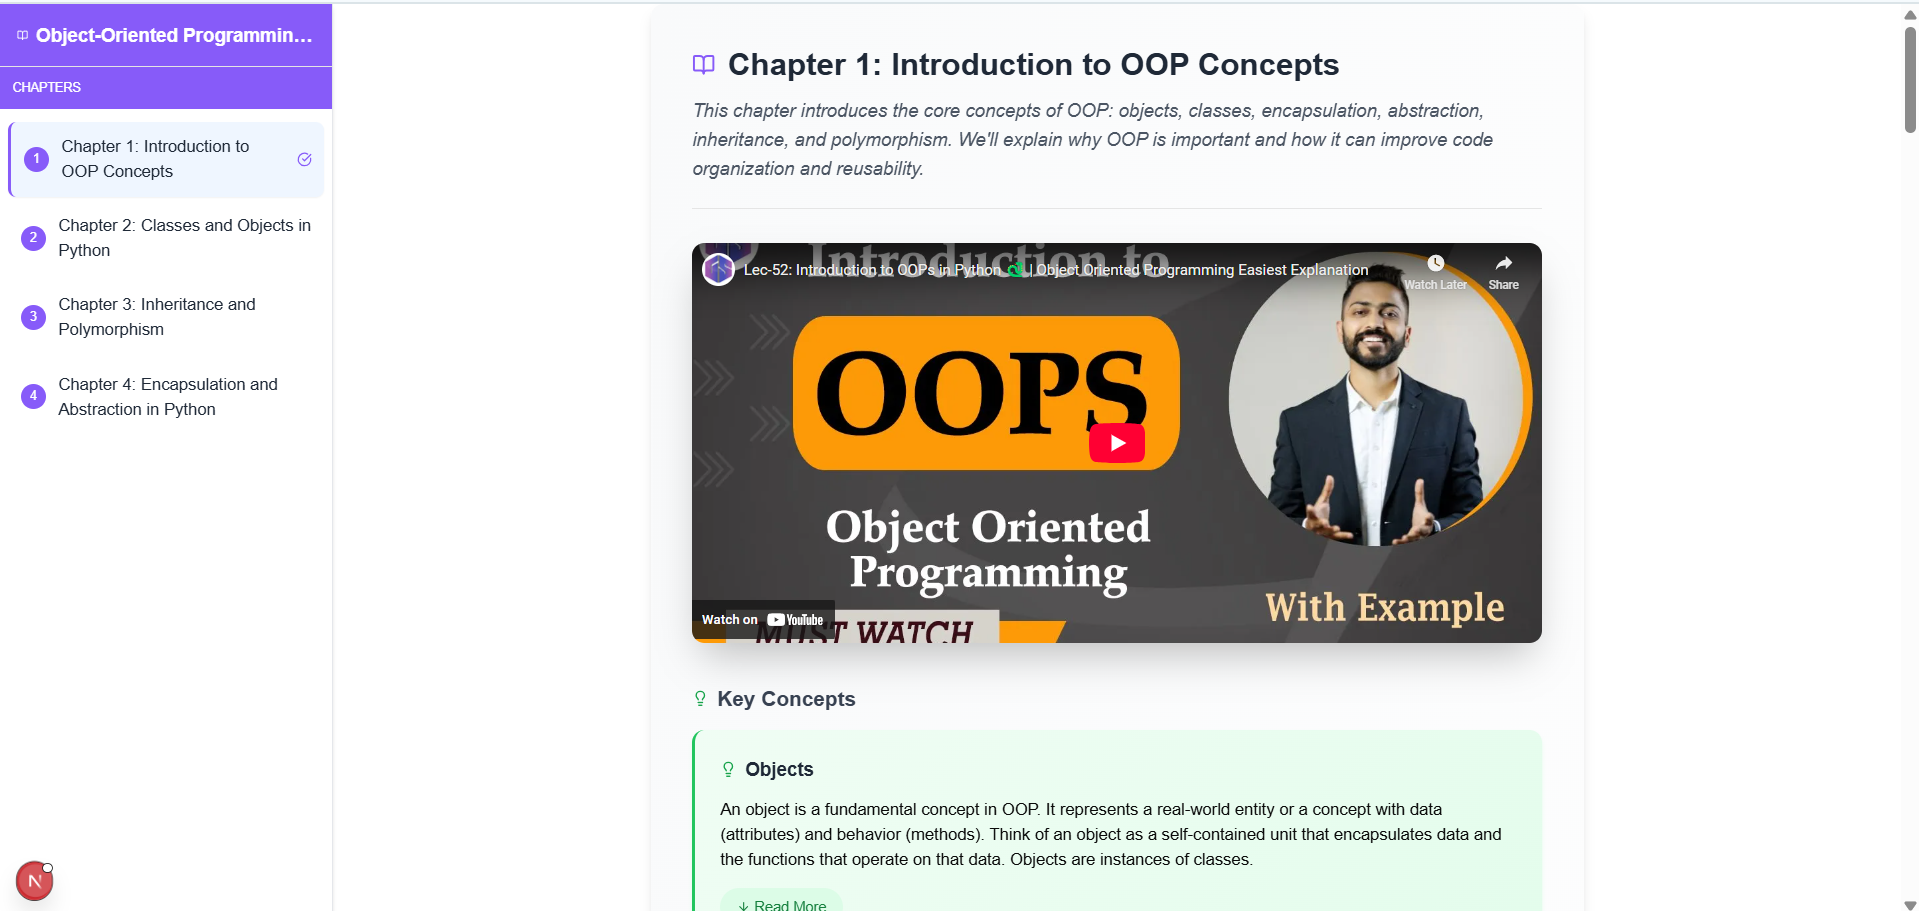 Object-Oriented Programmin...
CHAPTERS
1
Chapter 1: Introduction to
OOP Concepts
2
Chapter 2: Classes and Objects in
Python
3
Chapter 3: Inheritance and
Polymorphism
4
Chapter 4: Encapsulation and
Abstraction in Python
N
Chapter 1: Introduction to OOP Concepts
This chapter introduces the core concepts of OOP: objects, classes, encapsulation, abstraction,
inheritance, and polymorphism. We'll explain why OOP is important and how it can improve code
organization and reusability.
Introduction to
Lec-52: Introduction to OOPs in Python | Object Oriented Programming Easiest Explanation
Watch Later
Share
OOPS
Object Oriented
Programming
With Example
Watch on YouTube
MUST WATCH
Key Concepts
Objects
An object is a fundamental concept in OOP. It represents a real-world entity or a concept with data
(attributes) and behavior (methods). Think of an object as a self-contained unit that encapsulates data and
the functions that operate on that data. Objects are instances of classes.
Read More